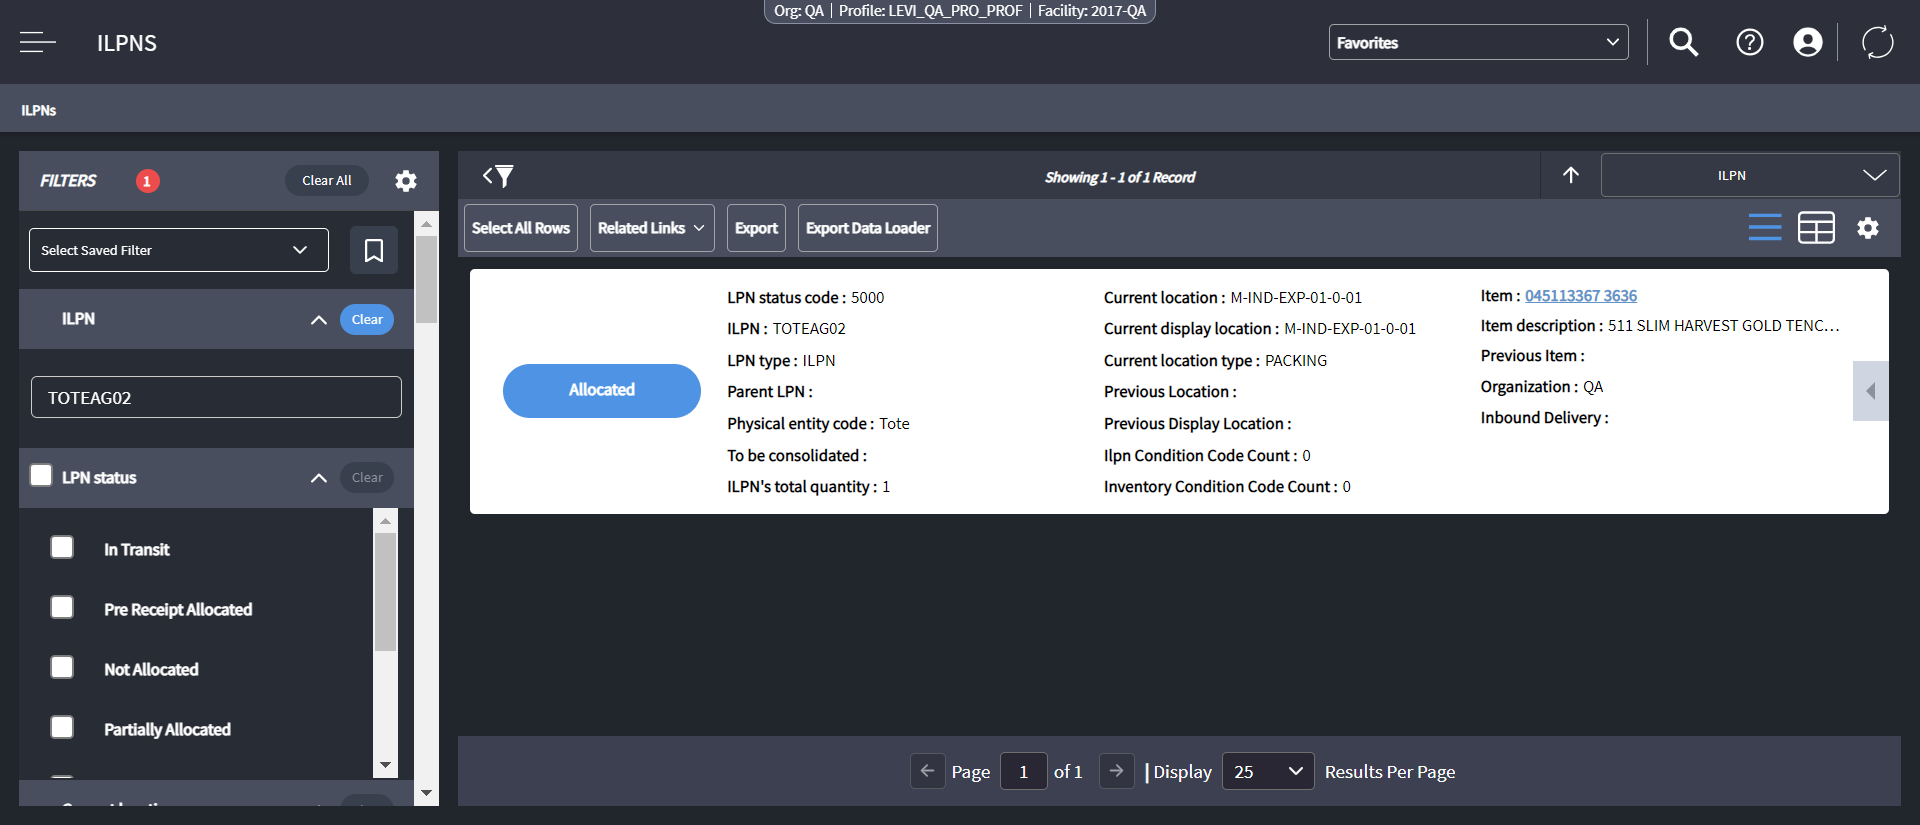 Org: QA | Profile: LEVI_QA_PRO_PROF | Facility: 2017-QA
ILPNS
Favorites
ILPNs
FILTERS 1 Clear All
Select Saved Filter
ILPN Clear
TOTEAG02
LPN status Clear
In Transit
Pre Receipt Allocated
Not Allocated
Partially Allocated
Showing 1 - 1 of 1 Record
ILPN
Select All Rows Related Links Export Export Data Loader
Allocated
LPN status code : 5000
ILPN : TOTEAG02
LPN type : ILPN
Parent LPN :
Physical entity code : Tote
To be consolidated :
ILPN's total quantity : 1
Current location : M-IND-EXP-01-0-01
Current display location : M-IND-EXP-01-0-01
Current location type : PACKING
Previous Location :
Previous Display Location :
Ilpn Condition Code Count : 0
Inventory Condition Code Count : 0
Item : 045113367 3636
Item description : 511 SLIM HARVEST GOLD TENC...
Previous Item :
Organization : QA
Inbound Delivery :
Page 1 of 1 | Display 25 Results Per Page